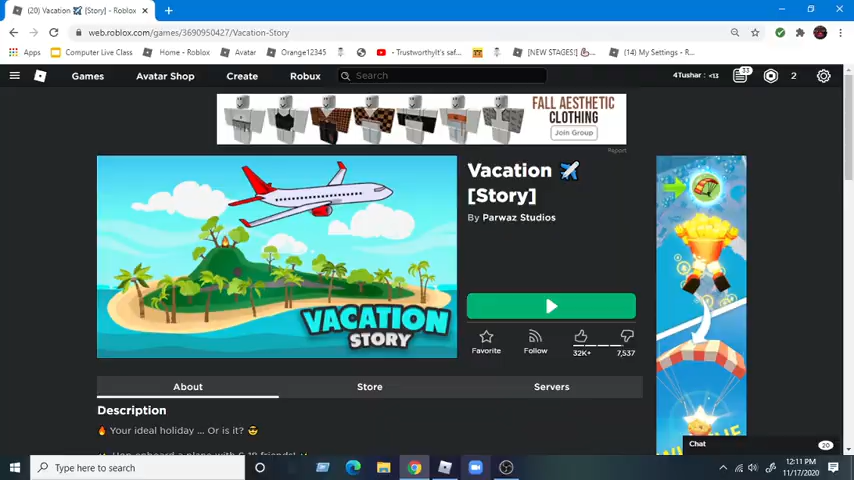 (20) Vacation ✈️ [Story] - Roblox
web.roblox.com/games/3690950427/Vacation-Story
Apps Computer Live Class Home - Roblox Avatar Orange12345 - TrustworthyIt's saf... [NEW STAGES!] (14) My Settings - R...
Games Avatar Shop Create Robux Search 4Tushar : <13 33 2
FALL AESTHETIC
CLOTHING
Join Group
Report
Vacation ✈️
[Story]
By Parwaz Studios
VACATION
STORY
Favorite Follow 32K+ 7,537
About Store Servers
Description
🔥 Your ideal holiday ... Or is it? 😎
Chat 20
Type here to search
12:11 PM
11/17/2020